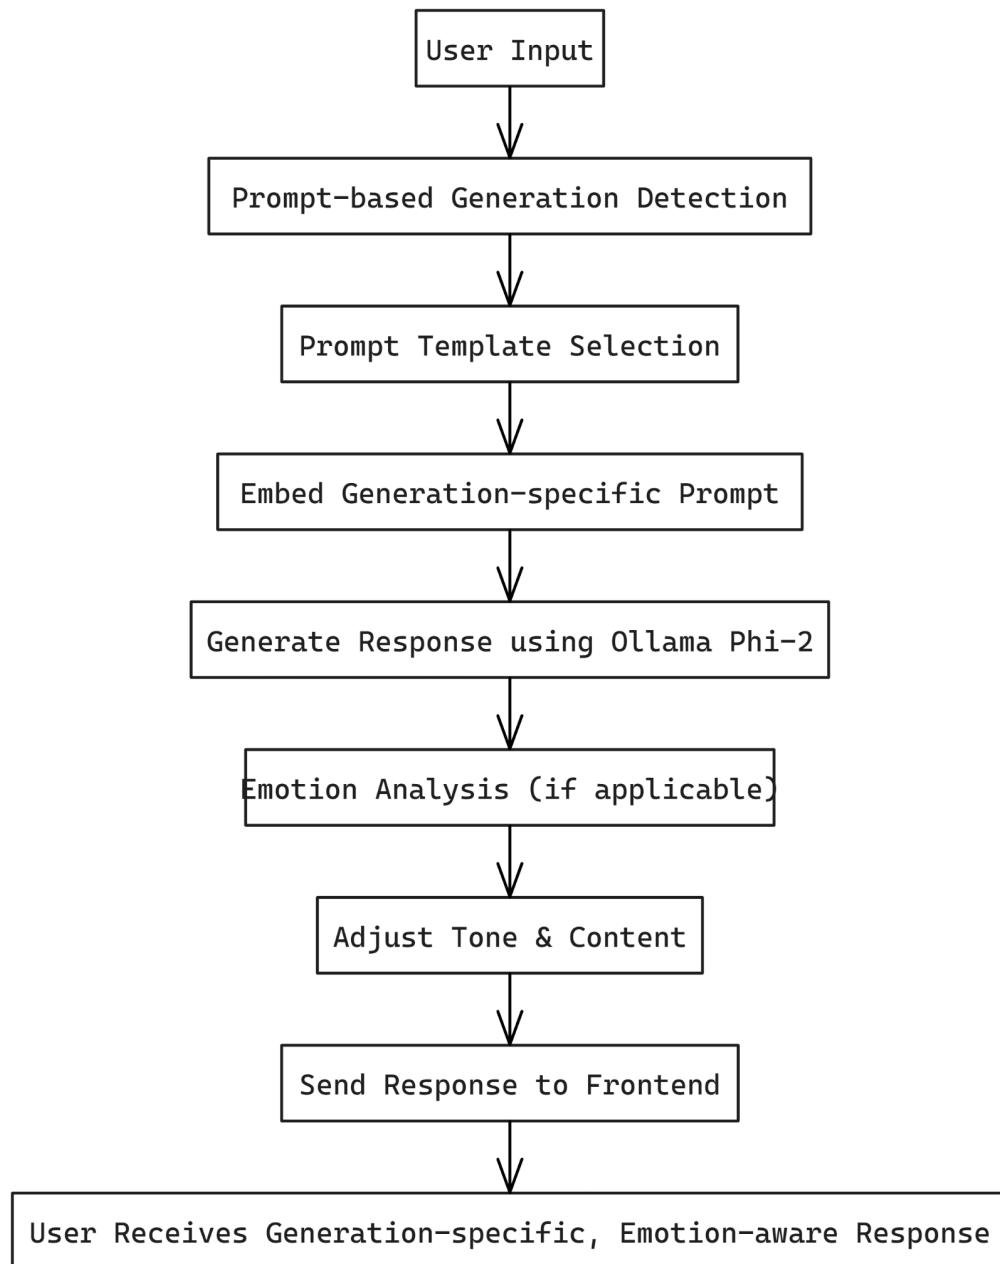 User Input
Prompt-based Generation Detection
Prompt Template Selection
Embed Generation-specific Prompt
Generate Response using Ollama Phi-2
Emotion Analysis (if applicable)
Adjust Tone & Content
Send Response to Frontend
User Receives Generation-specific, Emotion-aware Response